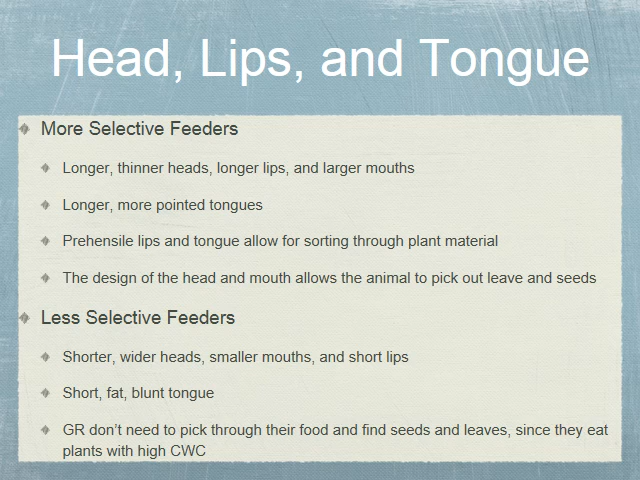 Head, Lips, and Tongue
More Selective Feeders
Longer, thinner heads, longer lips, and larger mouths
Longer, more pointed tongues
Prehensile lips and tongue allow for sorting through plant material
The design of the head and mouth allows the animal to pick out leave and seeds
Less Selective Feeders
Shorter, wider heads, smaller mouths, and short lips
Short, fat, blunt tongue
GR don’t need to pick through their food and find seeds and leaves, since they eat
plants with high CWC